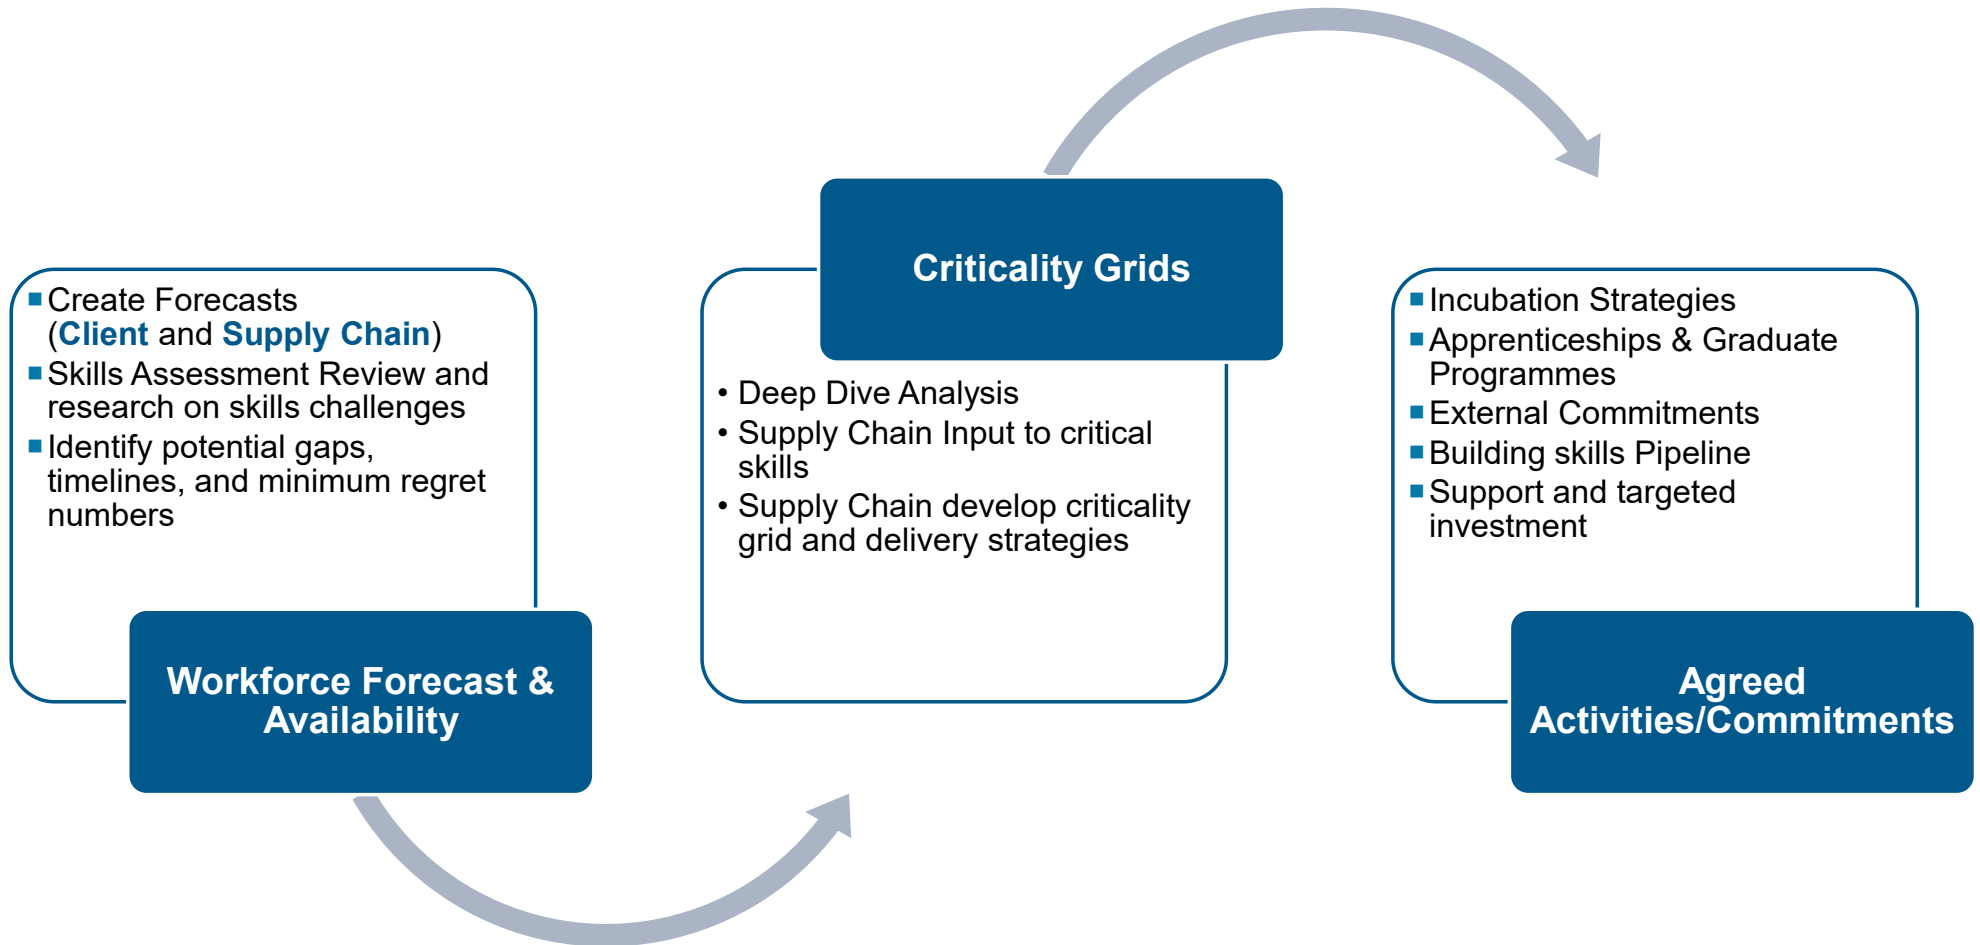 Create Forecasts
(Client and Supply Chain)
Skills Assessment Review and
research on skills challenges
Identify potential gaps,
timelines, and minimum regret
numbers
Workforce Forecast &
Availability
Criticality Grids
• Deep Dive Analysis
• Supply Chain Input to critical
skills
• Supply Chain develop criticality
grid and delivery strategies
Incubation Strategies
Apprenticeships & Graduate
Programmes
External Commitments
Building skills Pipeline
Support and targeted
investment
Agreed
Activities/Commitments